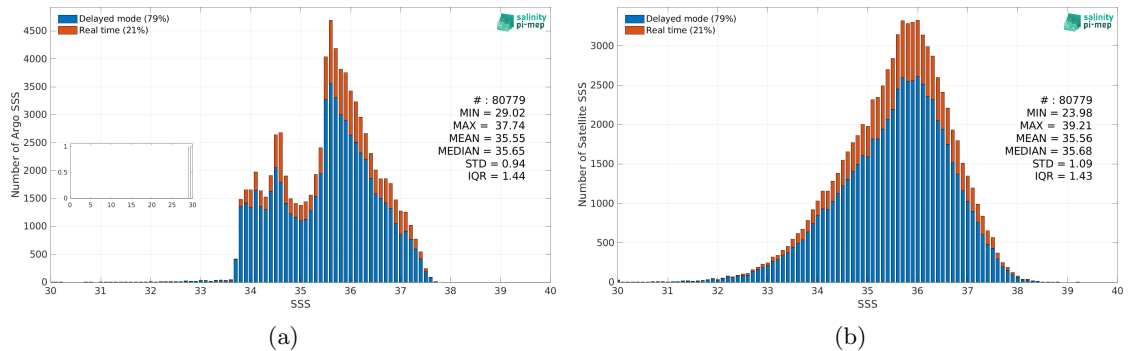 Delayed mode (79%)
Real time (21%)
salinity
pi-mep
4500
4000
3500
3000
2500
2000
1500
1000
500
0
Number of Argo SSS
# : 80779
MIN = 29.02
MAX = 37.74
MEAN = 35.55
MEDIAN = 35.65
STD = 0.94
IQR = 1.44
1
0.5
0
0 5 10 15 20 25 30
30 31 32 33 34 35 36 37 38 39 40
SSS
(a)
Delayed mode (79%)
Real time (21%)
salinity
pi-mep
3000
2500
2000
1500
1000
500
0
Number of Satellite SSS
# : 80779
MIN = 23.98
MAX = 39.21
MEAN = 35.56
MEDIAN = 35.68
STD = 1.09
IQR = 1.43
30 31 32 33 34 35 36 37 38 39 40
SSS
(b)